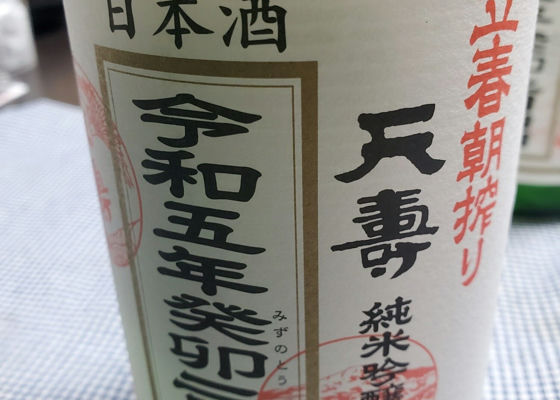 日本酒
立春朝搾り
天壽
純米吟醸
みずのとう
令和五年癸卯